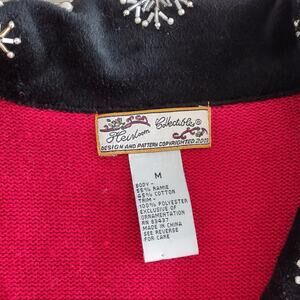 Heirloom Collectibles®
DESIGN AND PATTERN COPYRIGHTED 2011
M
BODY -
55% RAMIE
45% COTTON
TRIM -
100% POLYESTER
EXCLUSIVE OF
ORNAMENTATION
RN 83437
MADE IN CHINA
SEE REVERSE
FOR CARE